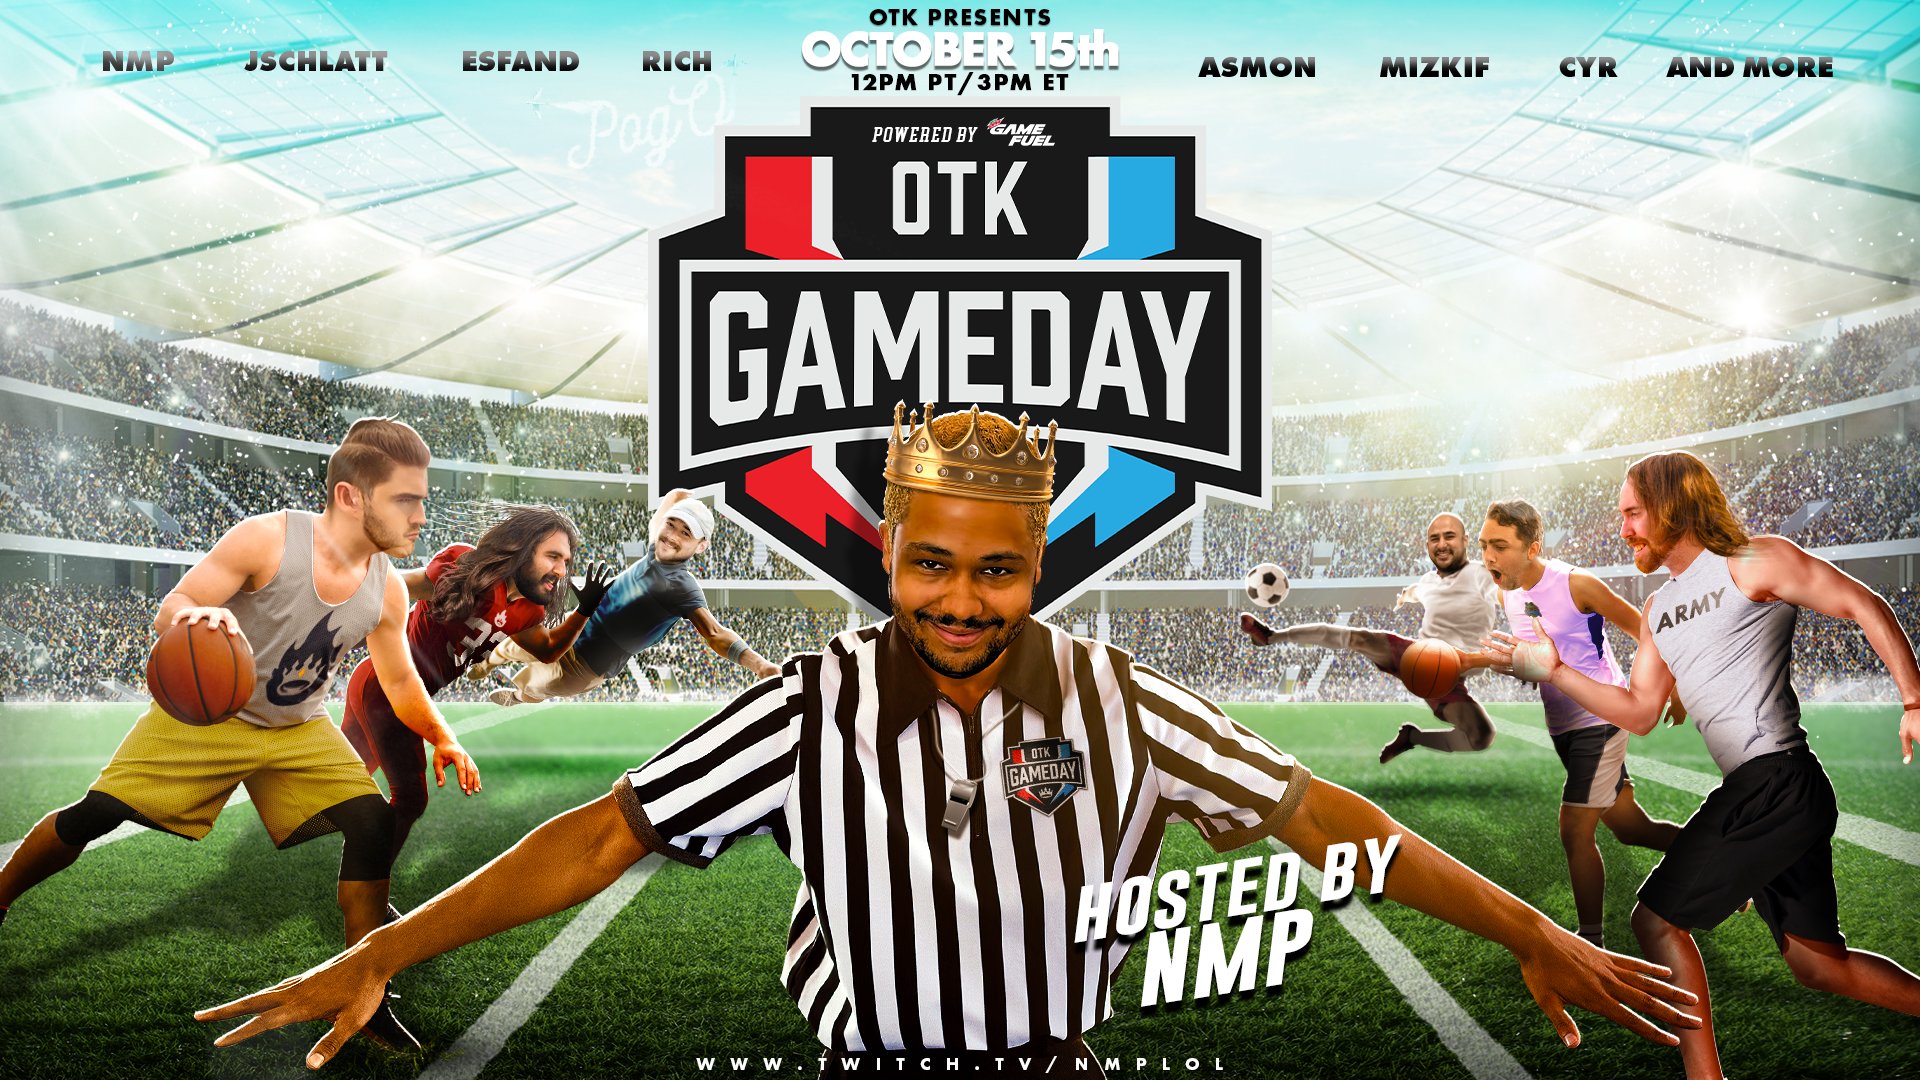 OTK PRESENTS
OCTOBER 15th
12PM PT/3PM ET
NMP JSCHLATT ESFAND RICH
ASMON MIZKIF CYR AND MORE
PogO
POWERED BY GAME FUEL
OTK
GAMEDAY
33
ARMY
OTK
GAMEDAY
HOSTED BY
NMP
WWW.TWITCH.TV/NMPLOL